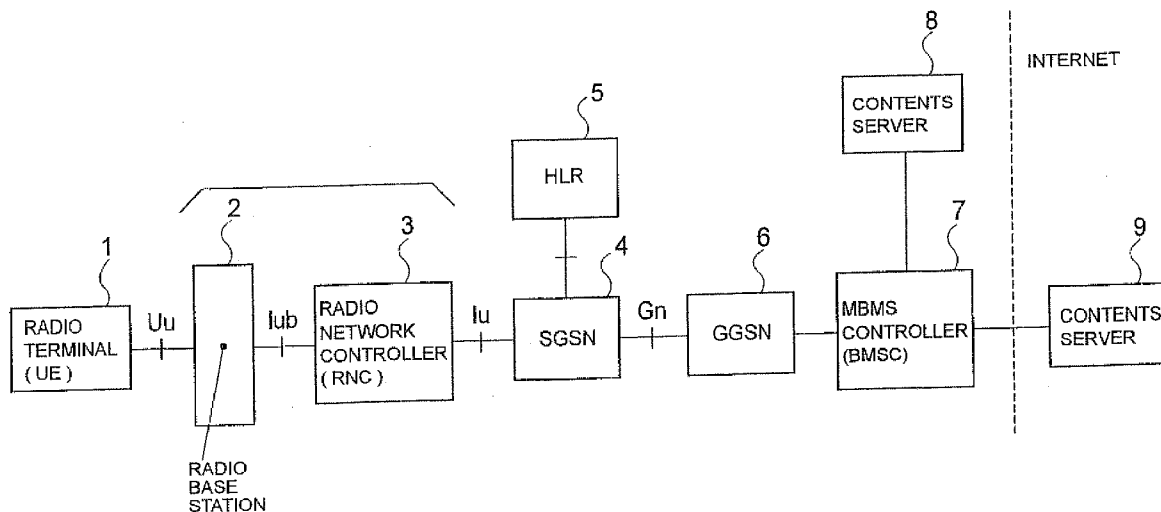 8
INTERNET
CONTENTS
SERVER
5
HLR
7
9
2
1
3
4
6
RADIO
TERMINAL
( UE )
Uu
Iub
RADIO
NETWORK
CONTROLLER
( RNC )
Iu
SGSN
Gn
GGSN
MBMS
CONTROLLER
(BMSC)
CONTENTS
SERVER
RADIO
BASE
STATION